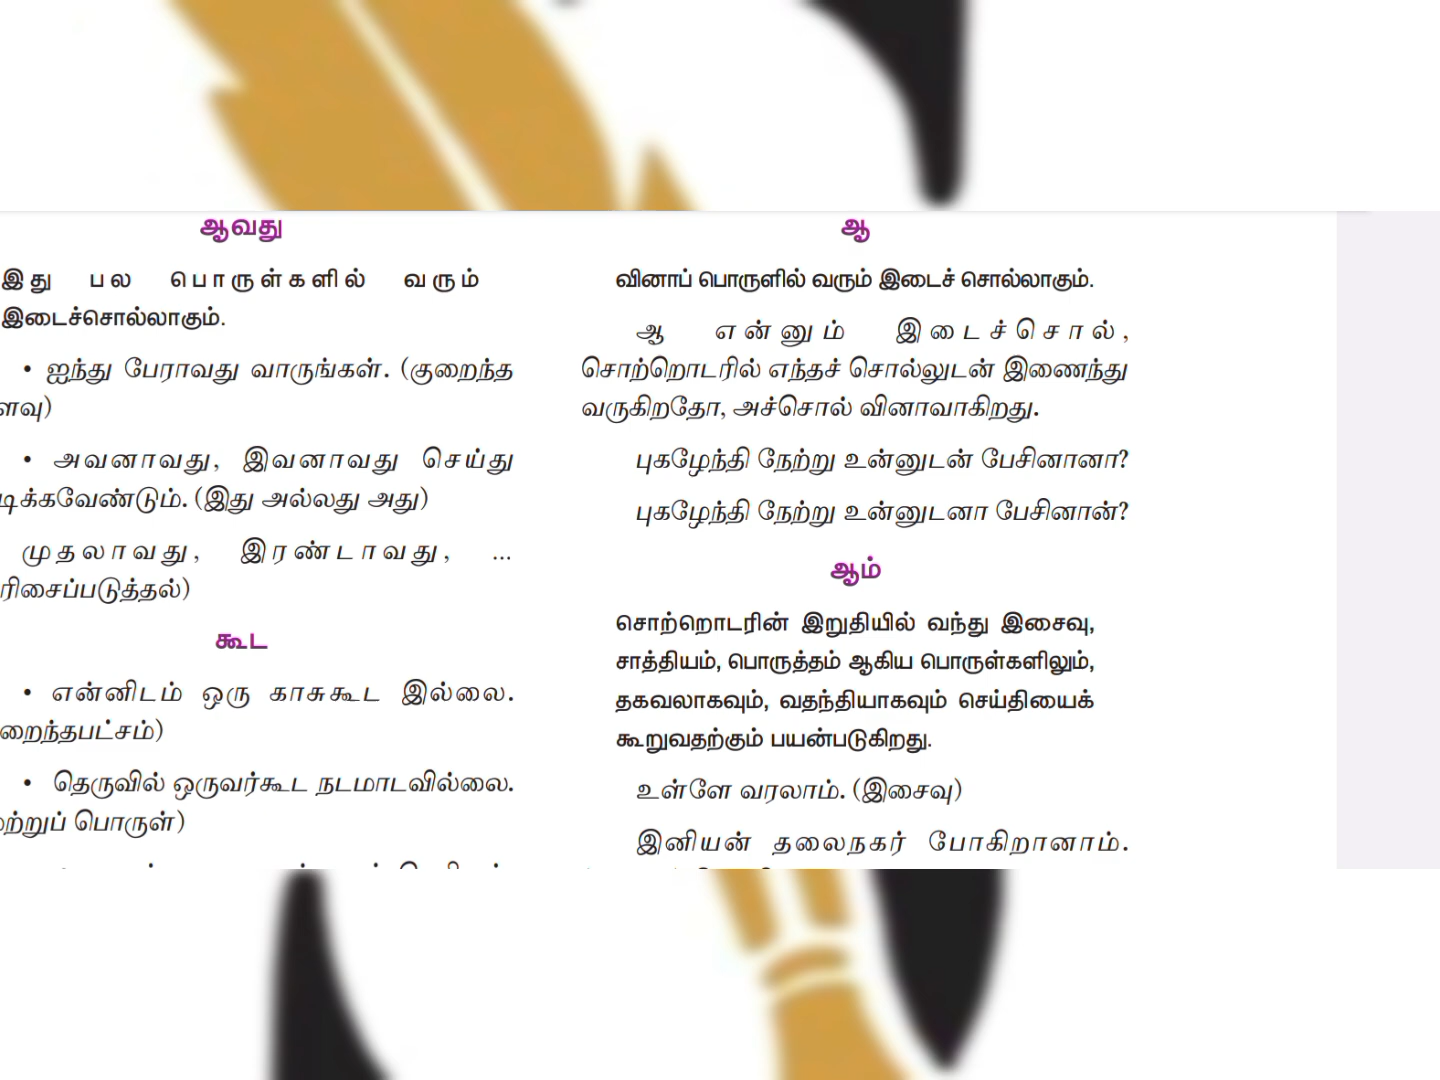 ஆவது
இது பல பொருள்களில் வரும்
இடைச்சொல்லாகும்.
• ஐந்து பேராவது வாருங்கள். (குறைந்த
ளவு)
• அவனாவது, இவனாவது செய்து
டிக்கவேண்டும். (இது அல்லது அது)
முதலாவது, இரண்டாவது, ...
ரிசைப்படுத்தல்)
கூட
• என்னிடம் ஒரு காசுகூட இல்லை.
றைந்தபட்சம்)
• தெருவில் ஒருவர்கூட நடமாடவில்லை.
ற்றுப் பொருள்)
ஆ
வினாப் பொருளில் வரும் இடைச் சொல்லாகும்.
ஆ என்னும் இடைச்சொல்,
சொற்றொடரில் எந்தச் சொல்லுடன் இணைந்து
வருகிறதோ, அச்சொல் வினாவாகிறது.
புகழேந்தி நேற்று உன்னுடன் பேசினானா?
புகழேந்தி நேற்று உன்னுடனா பேசினான்?
ஆம்
சொற்றொடரின் இறுதியில் வந்து இசைவு,
சாத்தியம், பொருத்தம் ஆகிய பொருள்களிலும்,
தகவலாகவும், வதந்தியாகவும் செய்தியைக்
கூறுவதற்கும் பயன்படுகிறது.
உள்ளே வரலாம். (இசைவு)
இனியன் தலைநகர் போகிறானாம்.